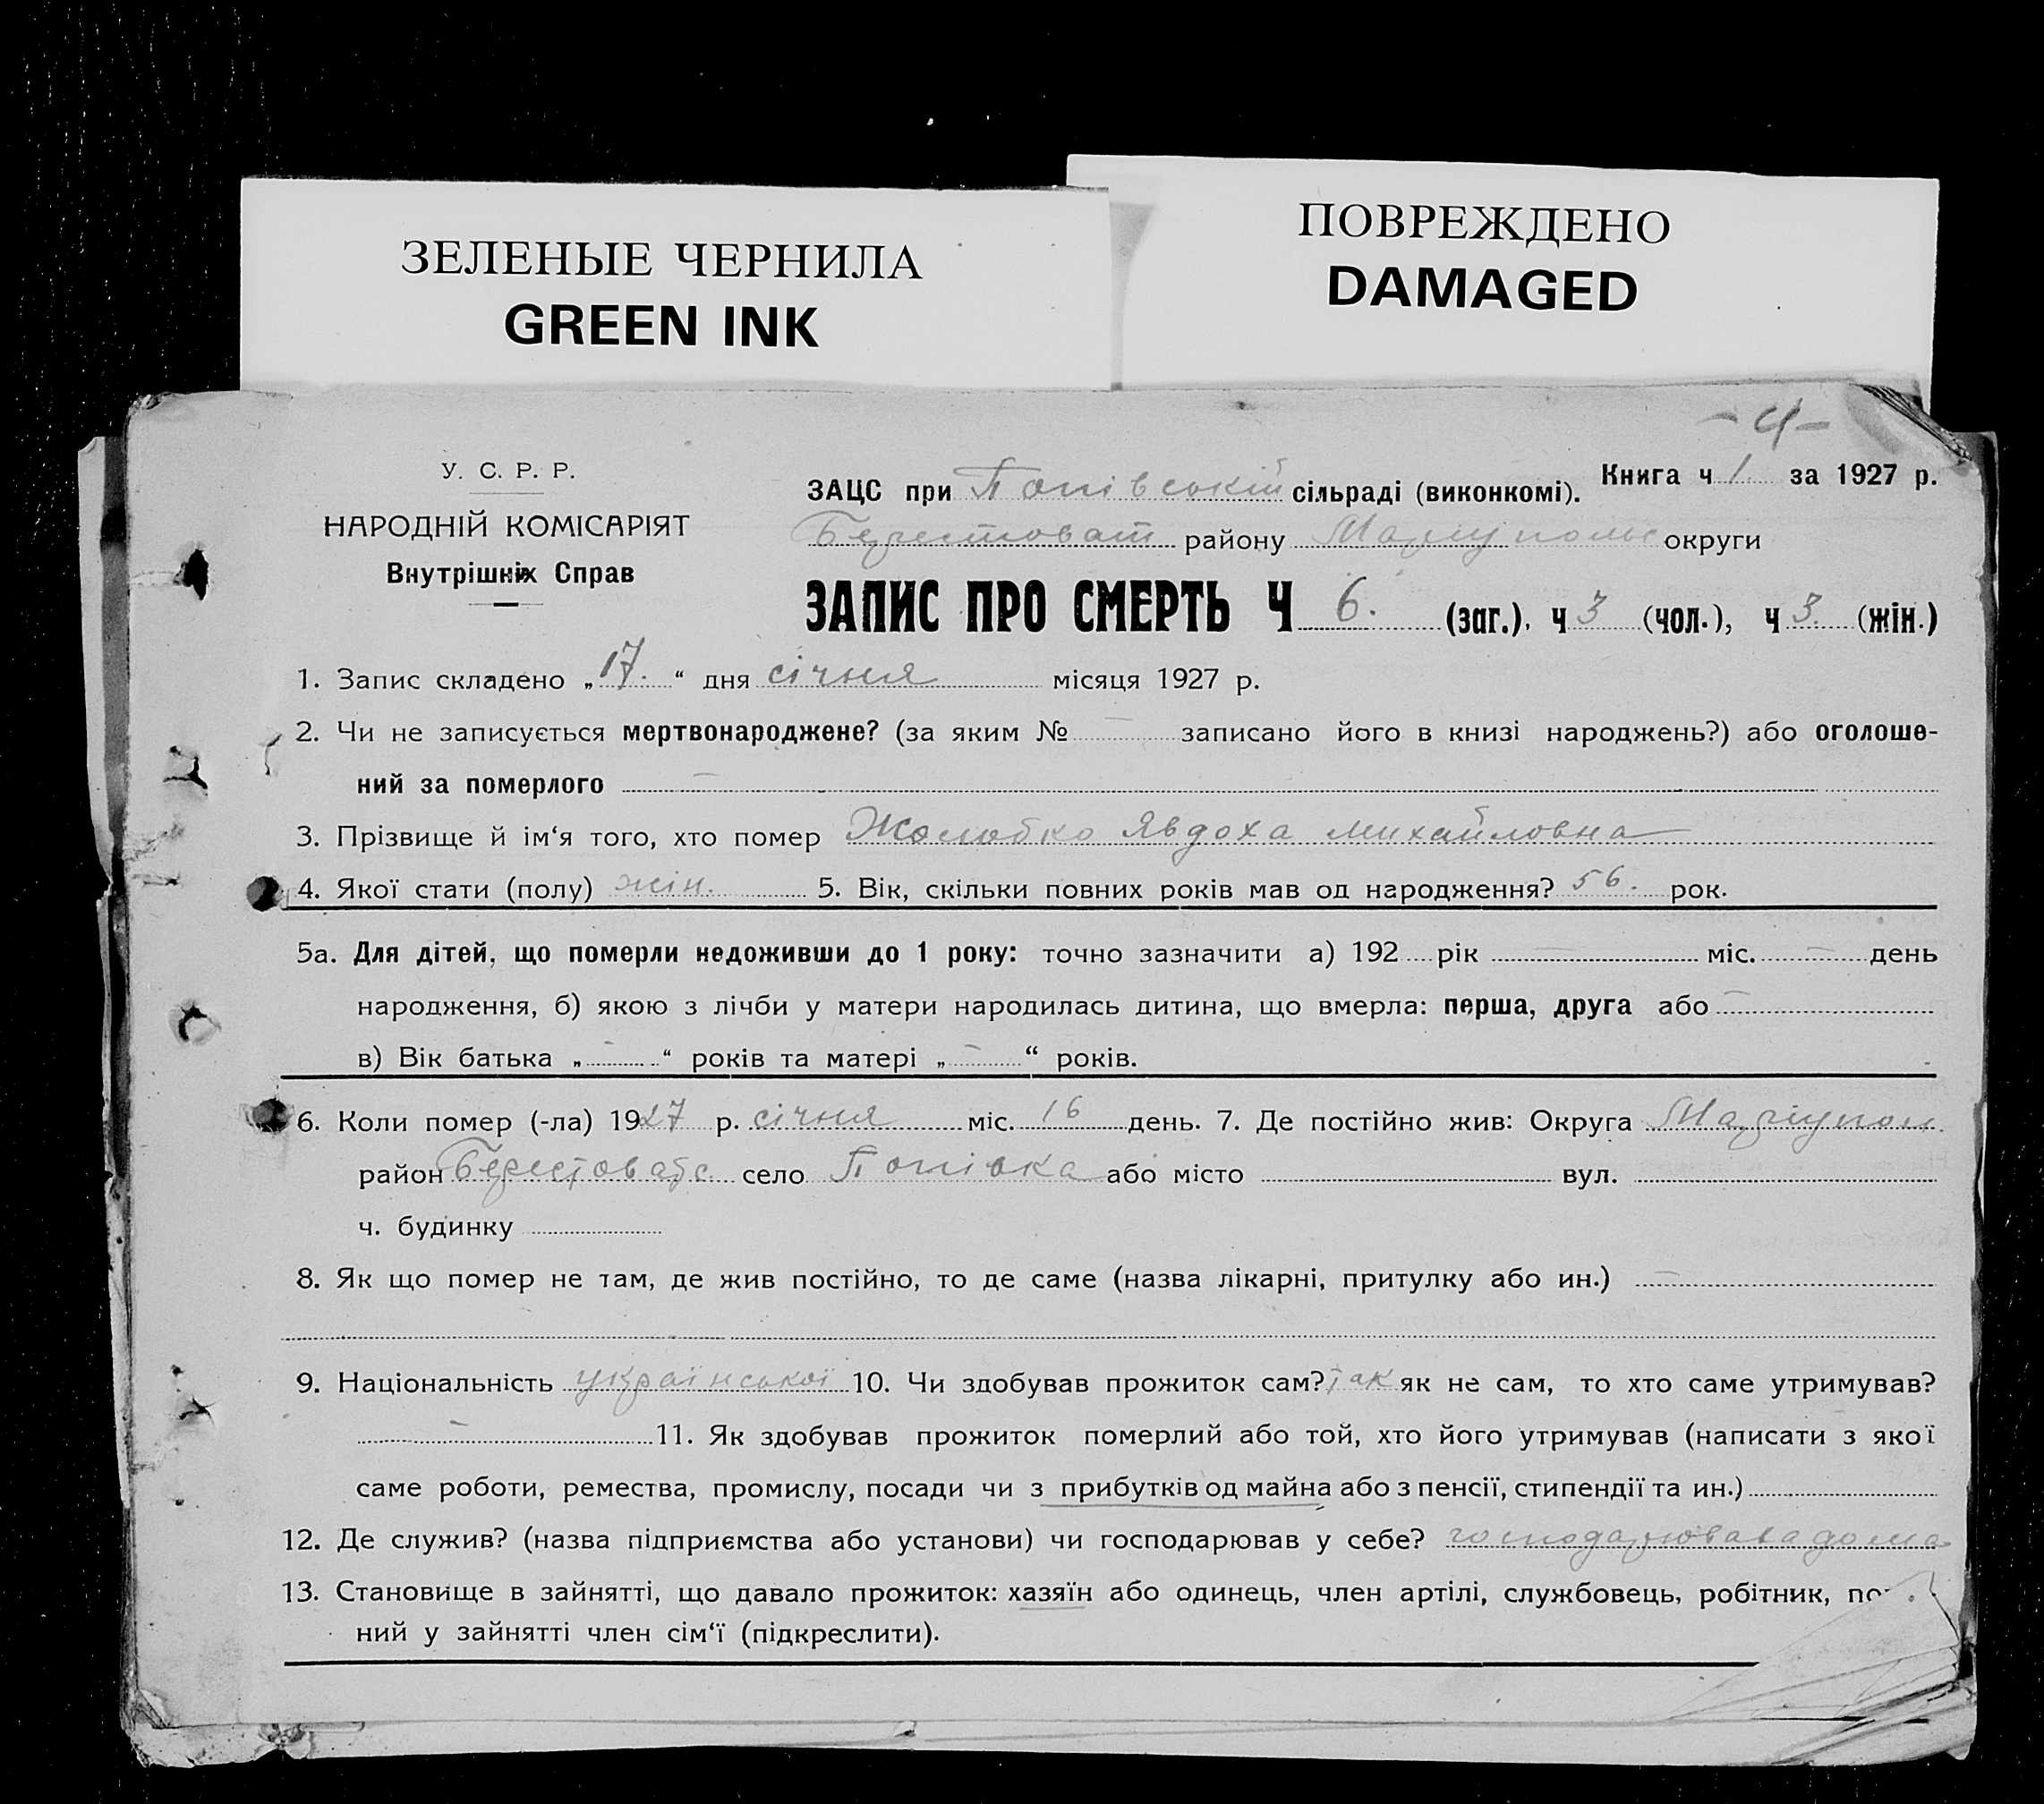 ЗЕЛЕНЫЕ ЧЕРНИЛА
GREEN INK
ПОВРЕЖДЕНО
DAMAGED
- 4 -
У. С. Р. Р.
НАРОДНІЙ КОМІСАРІЯТ
Внутрішніх Справ
Книга ч 1. за 1927 р.
ЗАЦС при Попівській сільраді (виконкомі).
Берестоват району Маріупольс округи
ЗАПИС ПРО СМЕРТЬ Ч 6. (заг.), ч 3 (чол.), ч 3. (жін.)
1. Запис складено „17.“ дня січня місяця 1927 р.
2. Чи не записується мертвонароджене? (за яким № — записано його в книзі народжень?) або оголоше-
ний за померлого —
3. Прізвище й ім‘я того, хто помер Жолобко Явдоха Михайловна
4. Якої стати (полу) жін. 5. Вік, скільки повних років мав од народження? 56. рок.
5а. Для дітей, що померли недоживши до 1 року: точно зазначити а) 192 рік — міс. — день
народження, б) якою з лічби у матери народилась дитина, що вмерла: перша, друга або —
в) Вік батька „ — “ років та матері „ — “ років.
6. Коли помер (-ла) 1927 р. січня міс. 16 день. 7. Де постійно жив: Округа Маріупол
район Берестоватс. село Попівка або місто вул.
ч. будинку
8. Як що помер не там, де жив постійно, то де саме (назва лікарні, притулку або ин.) —
9. Національність української 10. Чи здобував прожиток сам? так як не сам, то хто саме утримував?
— 11. Як здобував прожиток померлий або той, хто його утримував (написати з якої
саме роботи, ремества, промислу, посади чи з прибутків од майна або з пенсії, стипендії та ин.)
12. Де служив? (назва підприємства або установи) чи господарював у себе? господарювала дома
13. Становище в зайнятті, що давало прожиток: хазяїн або одинець, член артілі, службовець, робітник,
ний у зайнятті член сім‘ї (підкреслити).